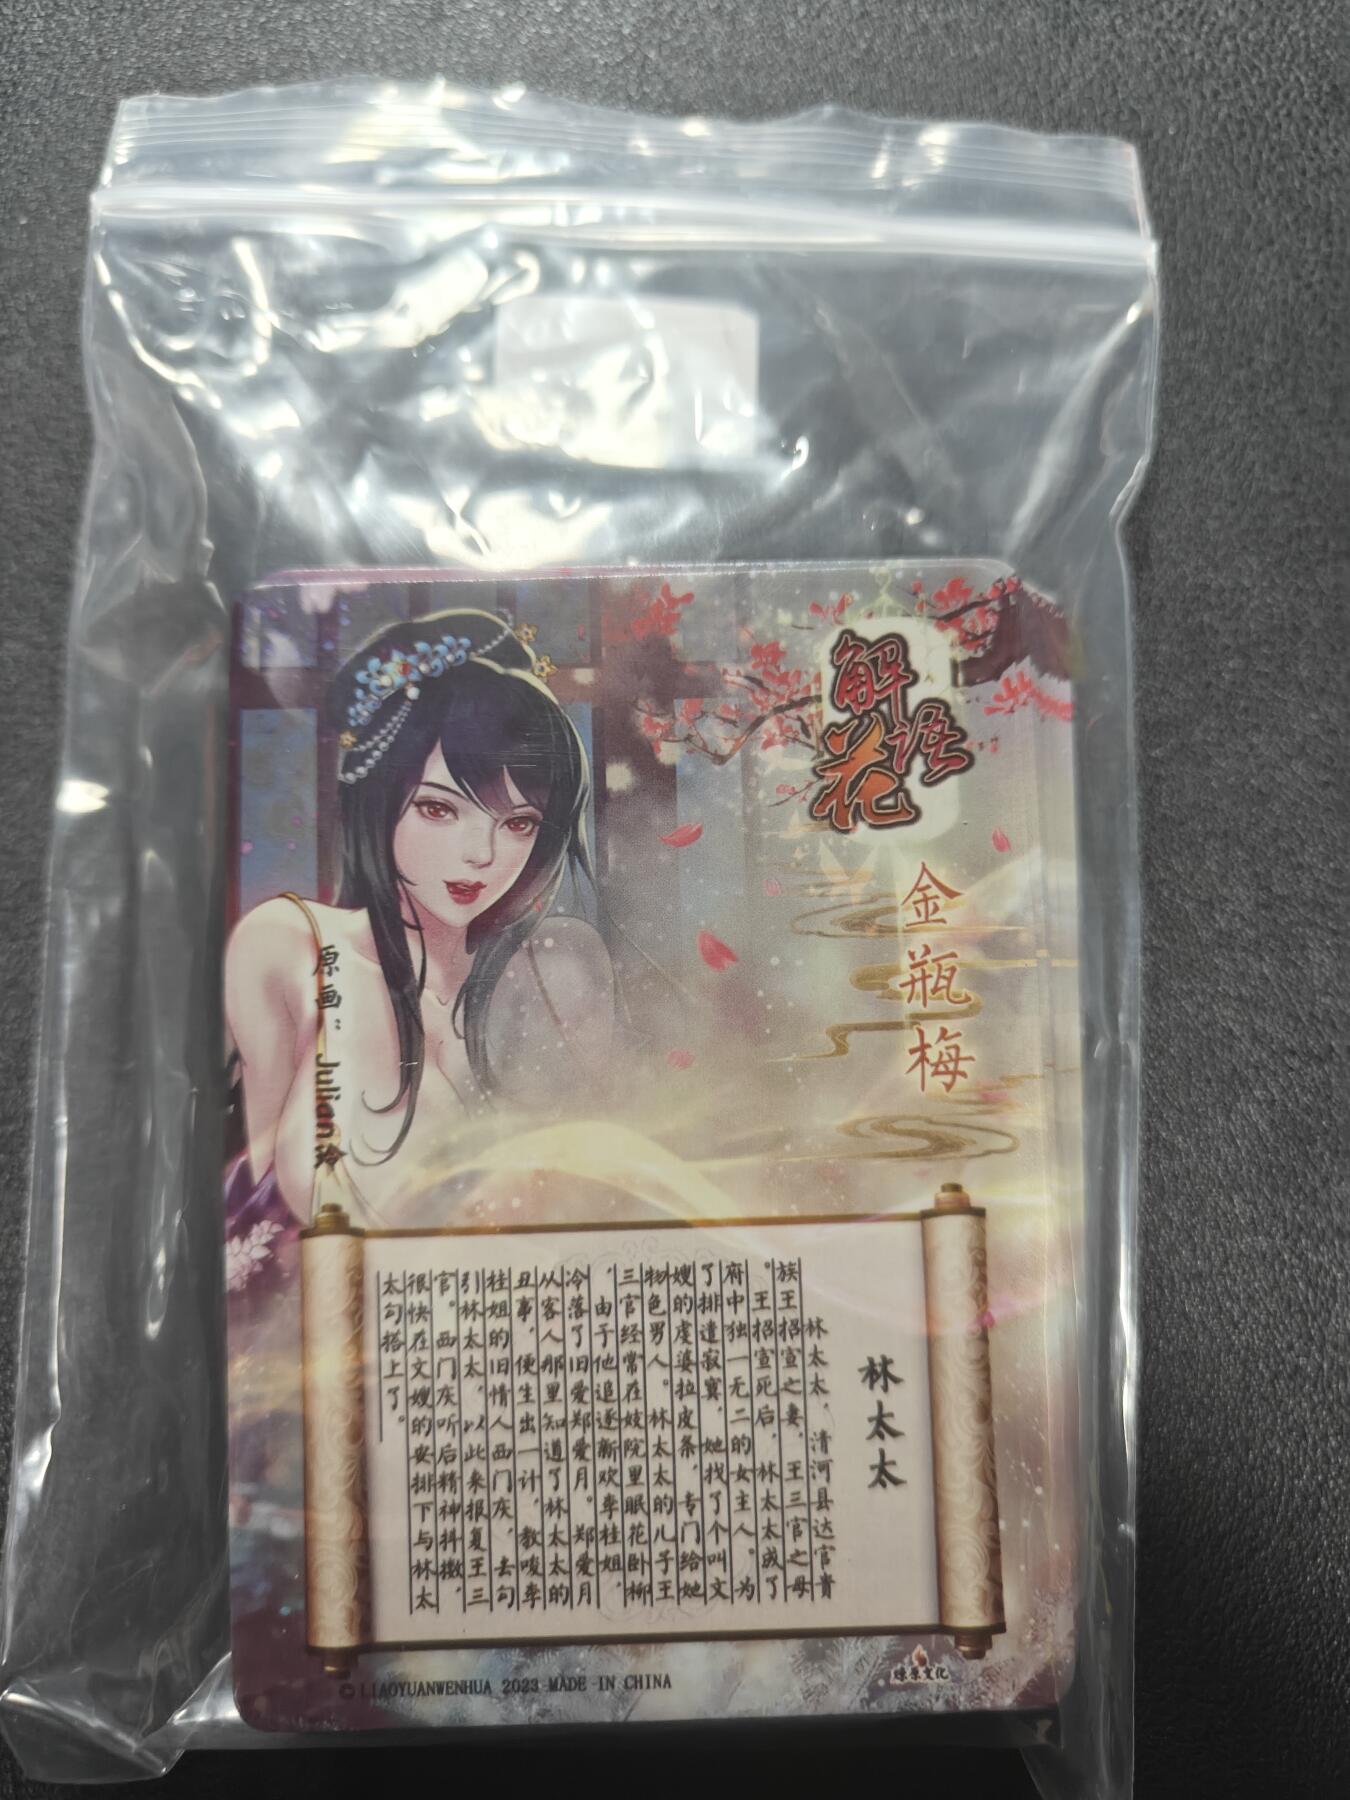 解语花
金瓶梅
原画：Julian玲
林太太
林太太，清河县达官贵
族王招宣之妻，王三官之母
。王招宣死后，林太太成了
府中独一无二的女主人。为
了排遣寂寞，她找了个叫文
嫂的虔婆拉皮条，专门给她
物色男人。林太太的儿子王
三官经常在妓院里眠花卧柳
，由于他追逐新欢李桂姐，
冷落了旧爱郑爱月。郑爱月
从客人那里知道了林太太的
丑事，便生出一计，教唆李
桂姐的旧情人西门庆，去勾
引林太太，以此来报复王三
官。西门庆听后精神抖擞，
很快在文嫂的安排下与林太
太勾搭上了。
© LIAOYUANWENHUA 2023 MADE IN CHINA
燎原文化